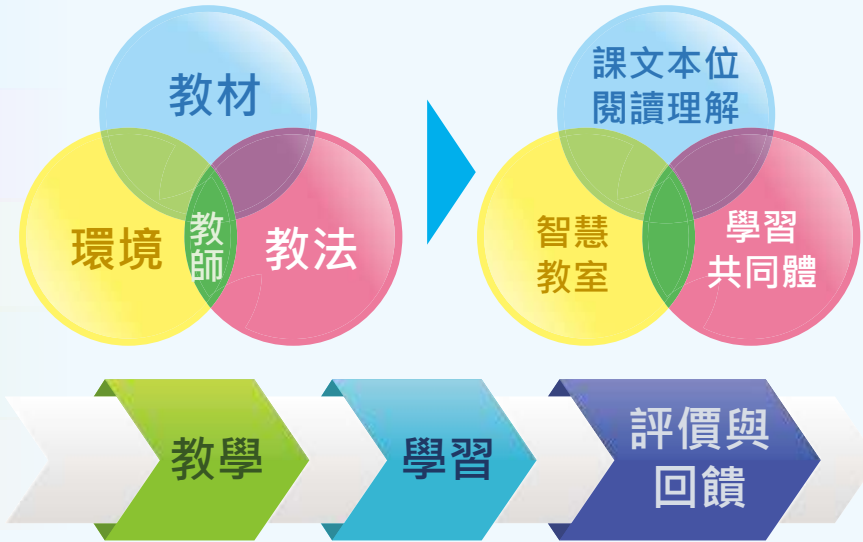 教材
環境
教師
教法
課文本位
閱讀理解
智慧
教室
學習
共同體
教學
學習
評價與
回饋